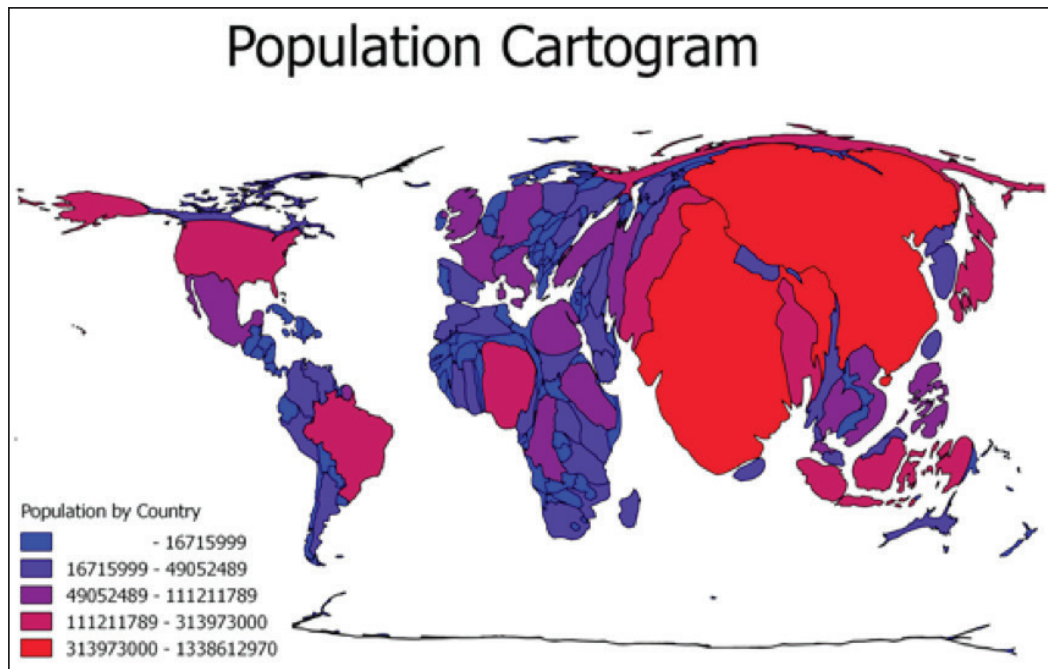 Population Cartogram
Population by Country
- 16715999
16715999 - 49052489
49052489 - 111211789
111211789 - 313973000
313973000 - 1338612970